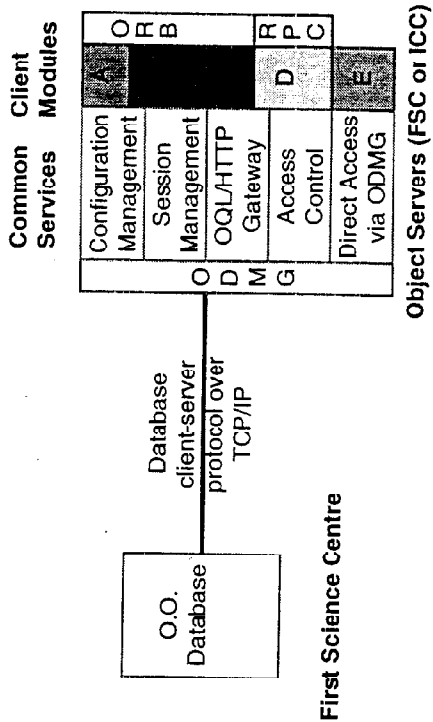 Common
Services
Client
Modules
Configuration
Management
Session
Management
OQL/HTTP
Gateway
Access
Control
Direct Access
via ODMG
O
D
M
G
A
D
E
O
R
B
R
P
C
Object Servers (FSC or ICC)
Database
client-server
protocol over
TCP/IP
O.O.
Database
First Science Centre